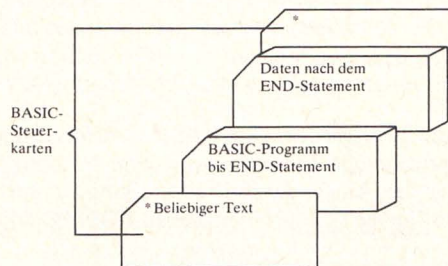 *
Daten nach dem
END-Statement
BASIC-
Steuer-
karten
BASIC-Programm
bis END-Statement
* Beliebiger Text